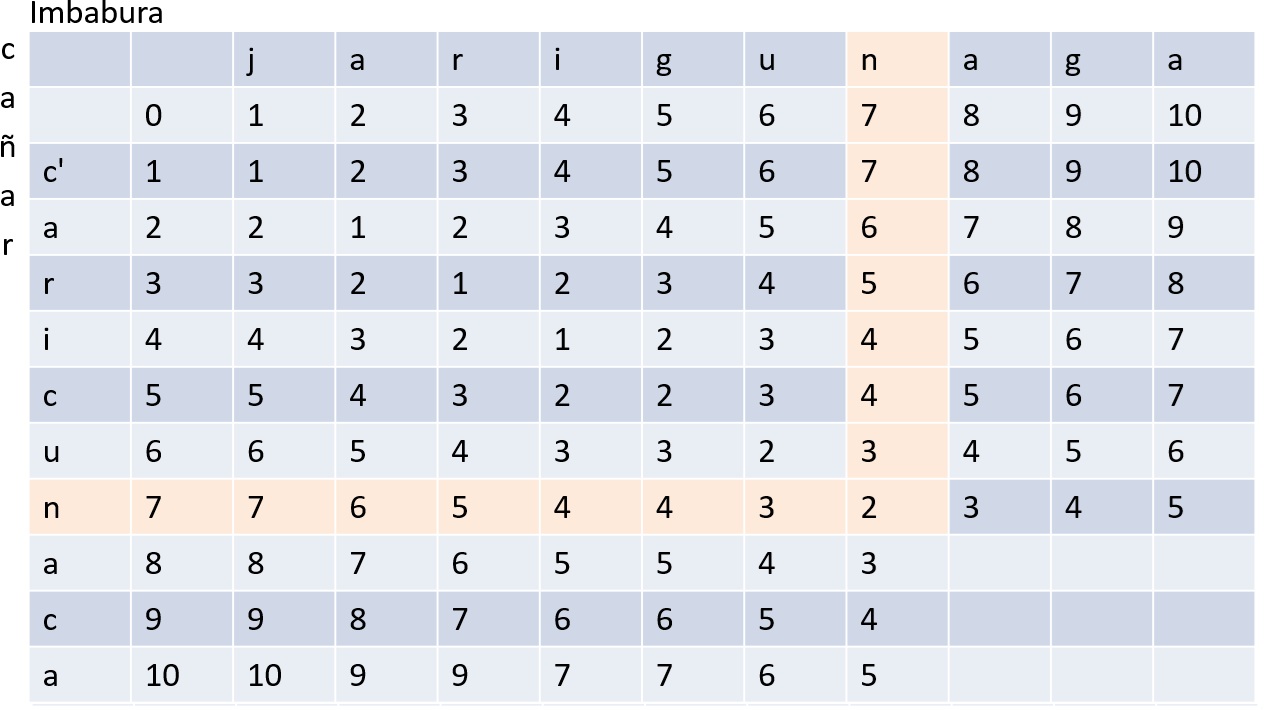 Imbabura
cañar
j a r i g u n a g a
0 1 2 3 4 5 6 7 8 9 10
c' 1 1 2 3 4 5 6 7 8 9 10
a 2 2 1 2 3 4 5 6 7 8 9
r 3 3 2 1 2 3 4 5 6 7 8
i 4 4 3 2 1 2 3 4 5 6 7
c 5 5 4 3 2 2 3 4 5 6 7
u 6 6 5 4 3 3 2 3 4 5 6
n 7 7 6 5 4 4 3 2 3 4 5
a 8 8 7 6 5 5 4 3
c 9 9 8 7 6 6 5 4
a 10 10 9 9 7 7 6 5